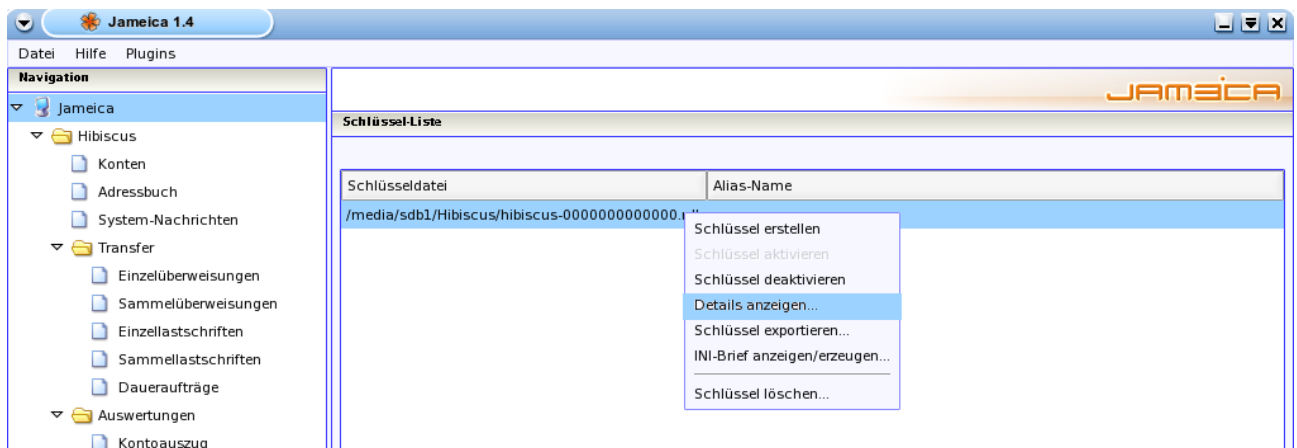 Jameica 1.4
Datei Hilfe Plugins
Navigation
Jameica
Hibiscus
Konten
Adressbuch
System-Nachrichten
Transfer
Einzelüberweisungen
Sammelüberweisungen
Einzellastschriften
Sammellastschriften
Daueraufträge
Auswertungen
Kontoauszug
JAMEICA
Schlüssel-Liste
Schlüsseldatei Alias-Name
/media/sdb1/Hibiscus/hibiscus-0000000000000.
Schlüssel erstellen
Schlüssel aktivieren
Schlüssel deaktivieren
Details anzeigen...
Schlüssel exportieren...
INI-Brief anzeigen/erzeugen...
Schlüssel löschen...